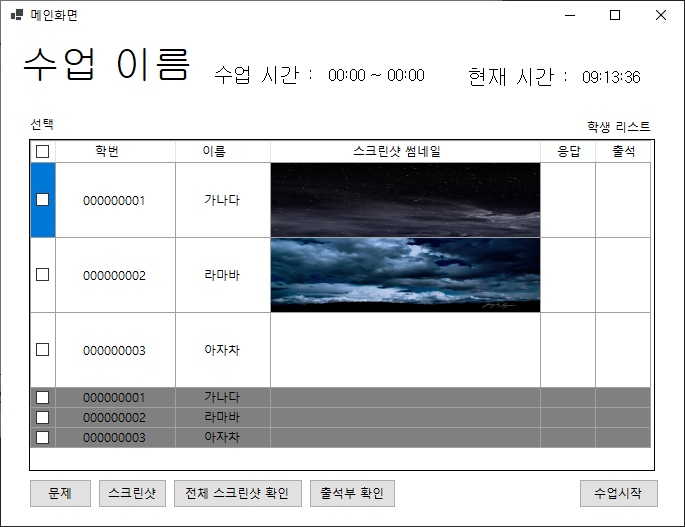 메인화면
수업 이름 수업 시간 : 00:00 ~ 00:00 현재 시간 : 09:13:36
선택 학생 리스트
학번 이름 스크린샷 썸네일 응답 출석
000000001 가나다
000000002 라마바
000000003 아자차
000000001 가나다
000000002 라마바
000000003 아자차
문제 스크린샷 전체 스크린샷 확인 출석부 확인 수업시작